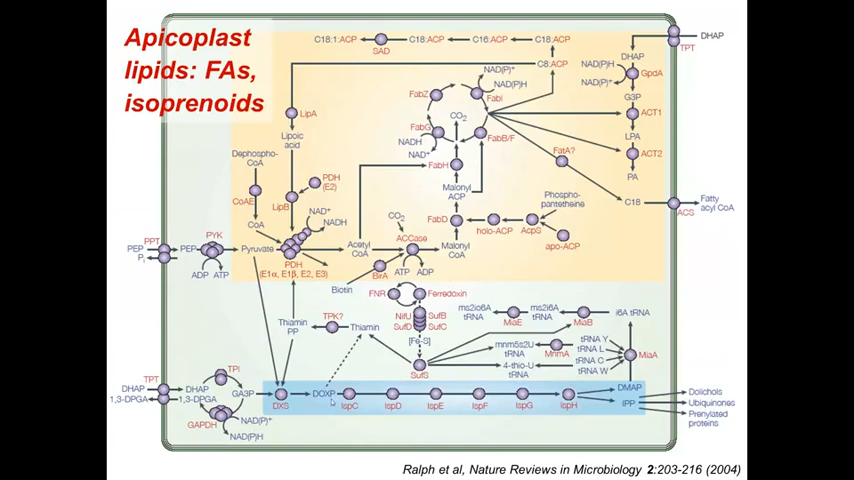 Apicoplast
lipids: FAs,
isoprenoids
C18:1:ACP
SAD
C18:ACP
C16:ACP
C18:ACP
C8:ACP
TPT
DHAP
DHAP
NAD(P)H
NAD(P)+
GpdA
G3P
ACT1
LPA
ACT2
PA
NAD(P)+
NAD(P)H
FabI
FabZ
CO2
FabG
NADH
NAD+
FabB/F
FabH
FatA?
C18
ACS
Fatty
acyl CoA
LipA
Lipoic
acid
Dephospho-
CoA
PDH
(E2)
CoAE
LipB
CoA
NAD+
NADH
Malonyl
ACP
Phospho-
pantetheine
FabD
holo-ACP
AcpS
apo-ACP
PPT
PEP
Pi
PEP
PYK
ADP
ATP
Pyruvate
PDH
(E1α, E1β, E2, E3)
Acetyl
CoA
CO2
ACCase
ATP
ADP
Malonyl
CoA
BirA
Biotin
FNR
Ferredoxin
NifU
SufB
SufD
SufC
[Fe-S]
SufS
Thiamin
PP
TPK?
Thiamin
ms2io6A
tRNA
MiaE
ms2i6A
tRNA
MiaB
i6A tRNA
mnm5s2U
tRNA
MnmA
4-thio-U
tRNA
tRNA Y
tRNA L
tRNA C
tRNA W
MiaA
TPT
DHAP
1,3-DPGA
DHAP
1,3-DPGA
TPI
GA3P
GAPDH
NAD(P)+
NAD(P)H
DXS
DOXP
IspC
IspD
IspE
IspF
IspG
IspH
DMAP
IPP
Dolichols
Ubiquinones
Prenylated
proteins
Ralph et al, Nature Reviews in Microbiology 2:203-216 (2004)